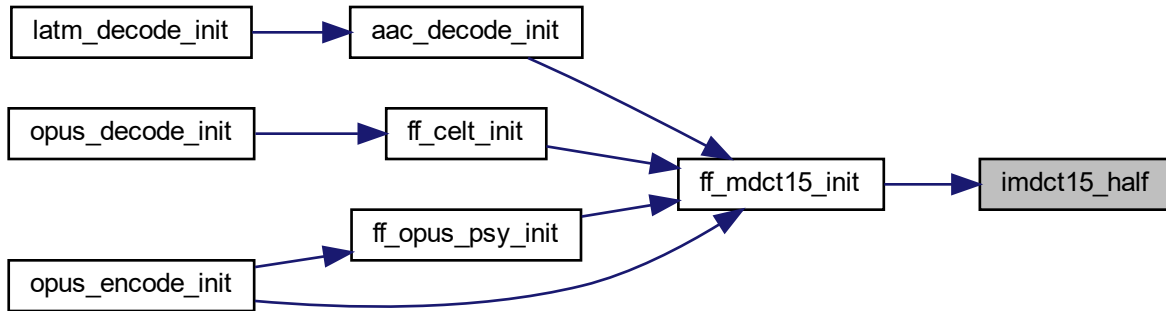 latm_decode_init
aac_decode_init
opus_decode_init
ff_celt_init
ff_mdct15_init
imdct15_half
ff_opus_psy_init
opus_encode_init